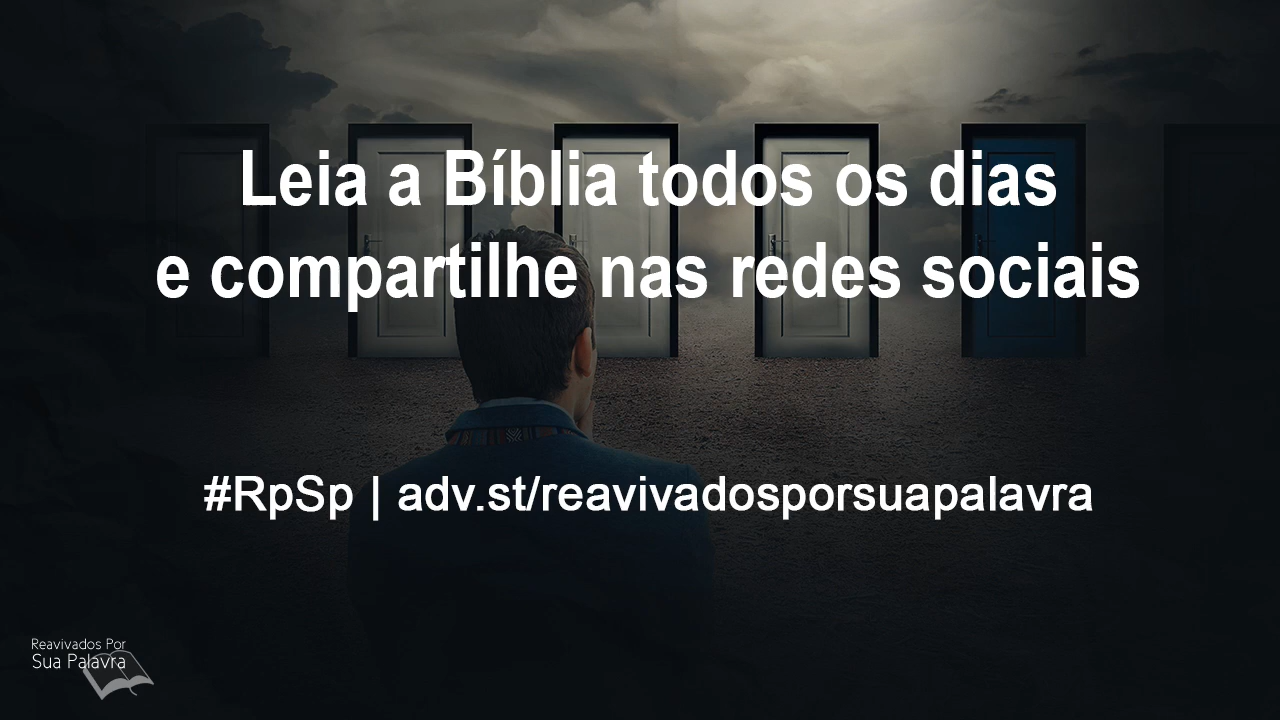 Leia a Bíblia todos os dias
e compartilhe nas redes sociais
#RpSp | adv.st/reavivadosporsuapalavra
Reavivados Por
Sua Palavra